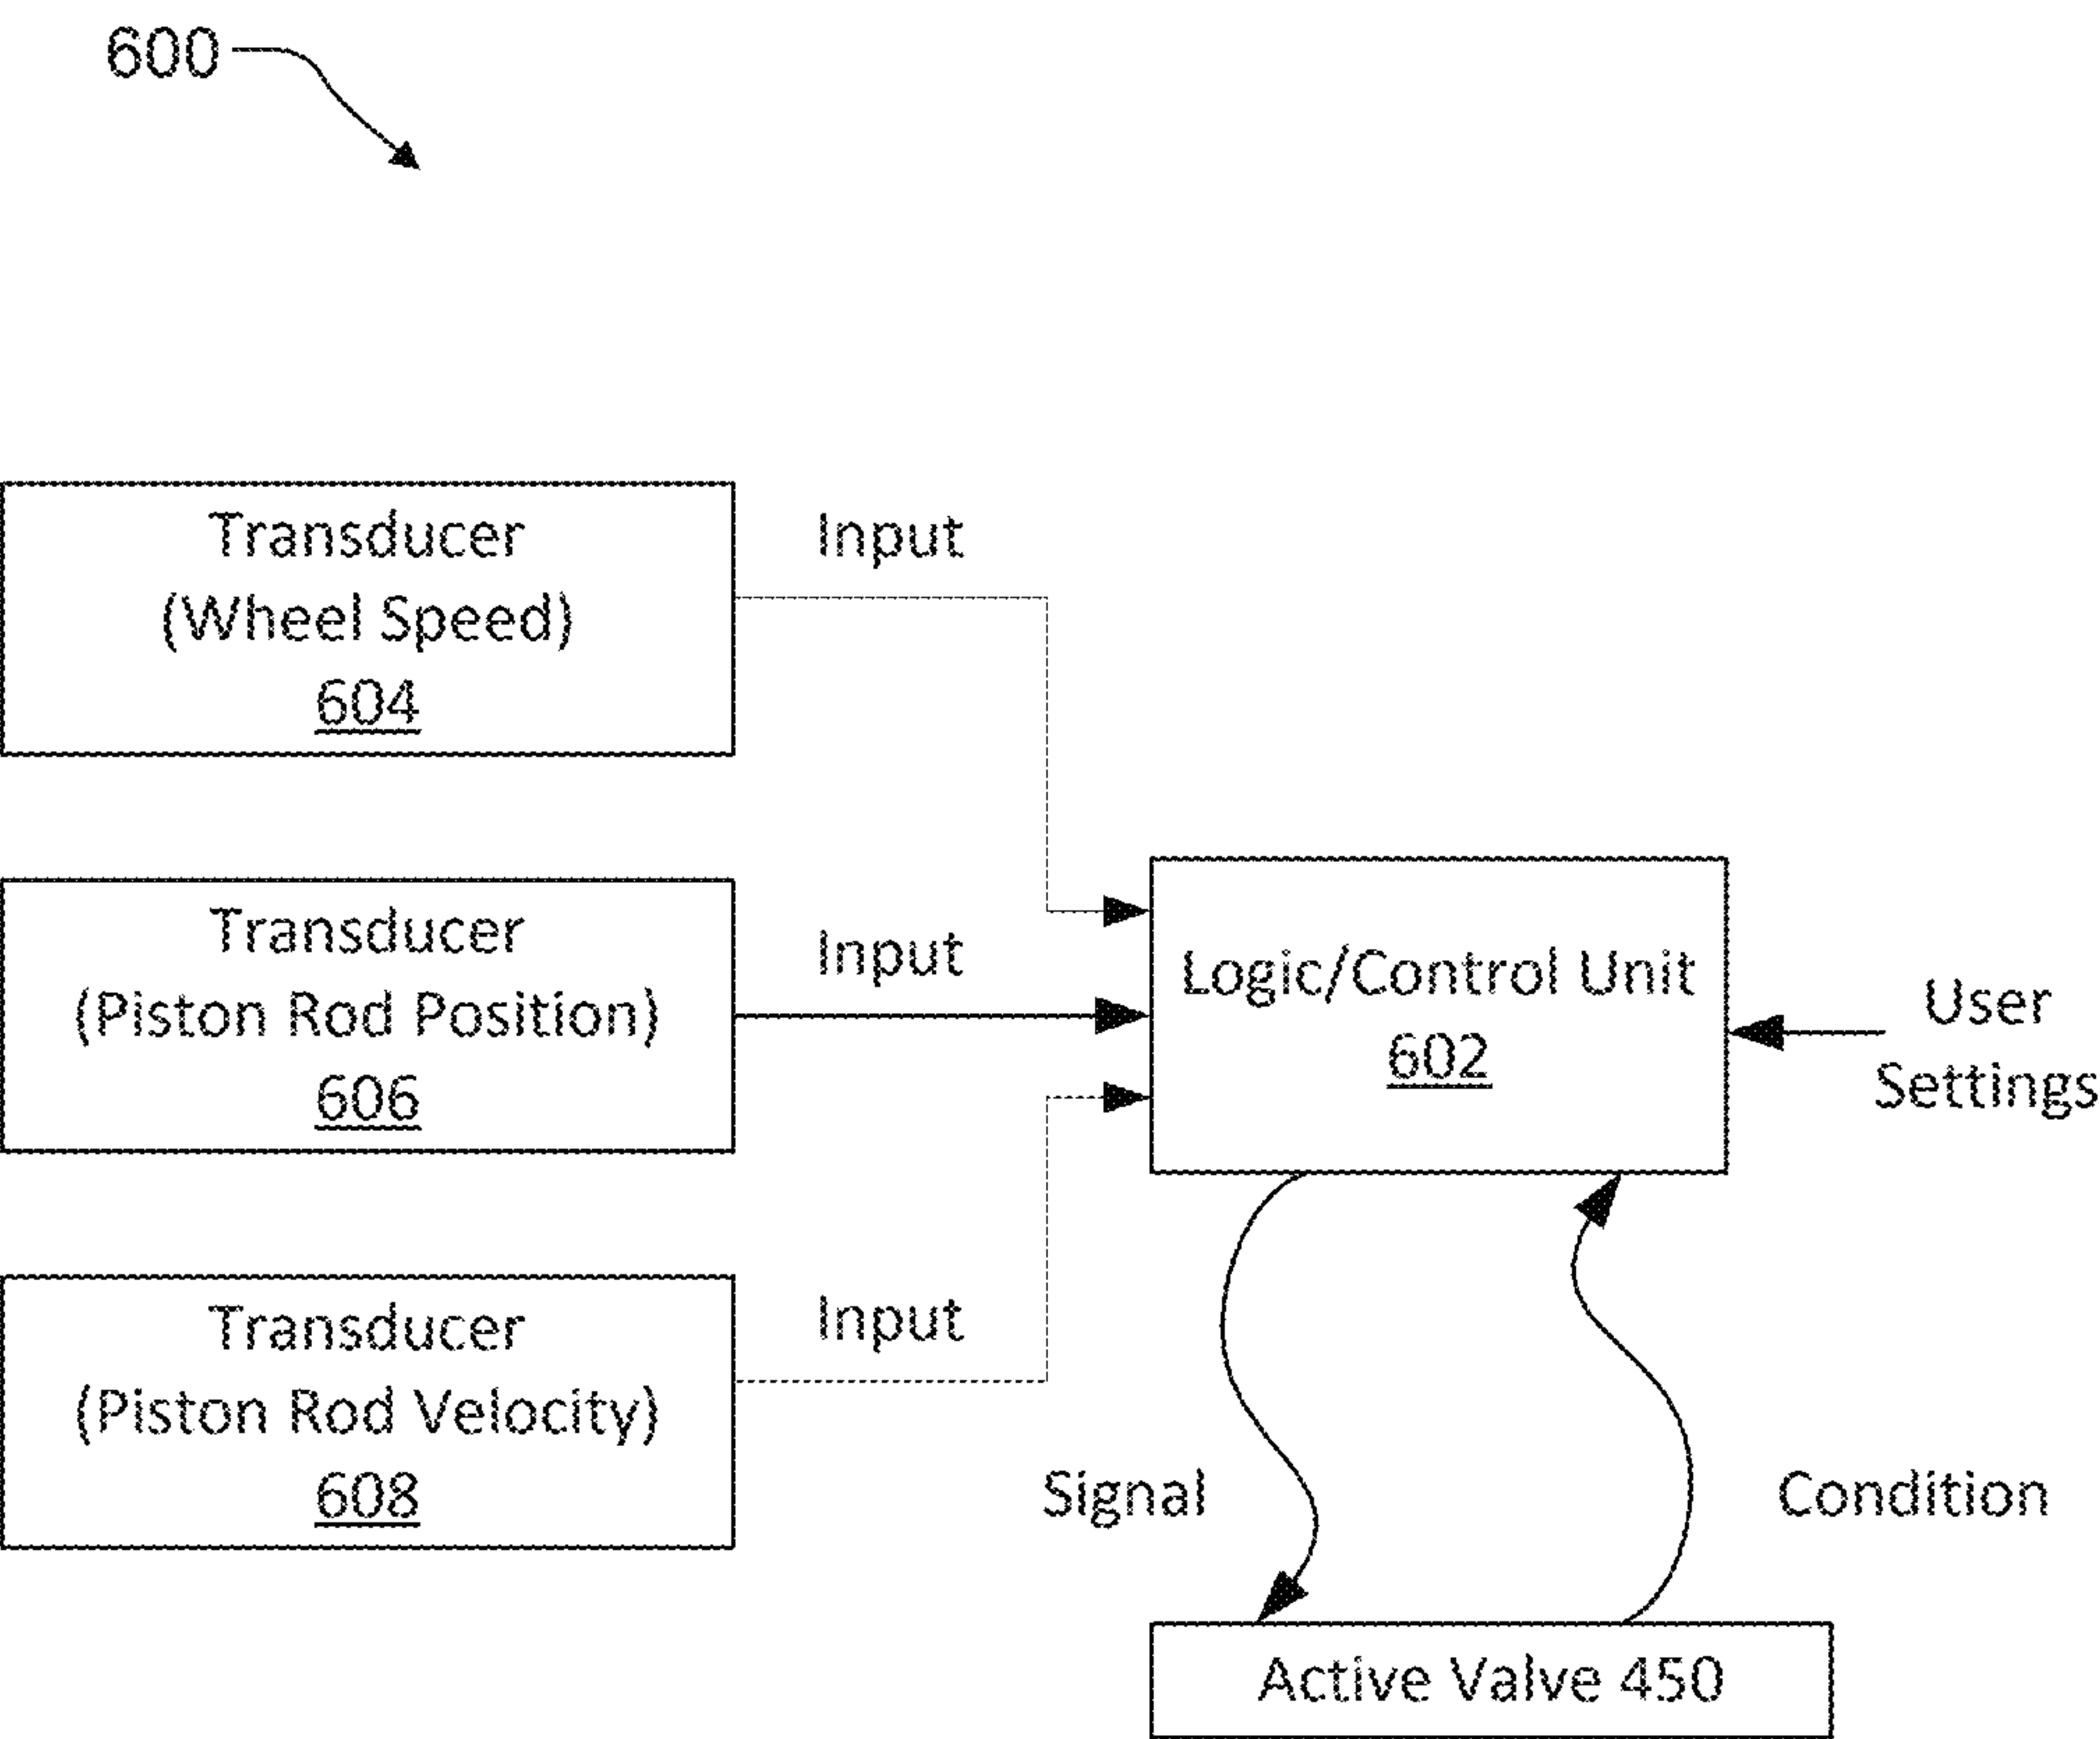 600
Transducer
(Wheel Speed)
604
Input
Transducer
(Piston Rod Position)
606
Input
Logic/Control Unit
602
User
Settings
Transducer
(Piston Rod Velocity)
608
Input
Signal
Condition
Active Valve 450